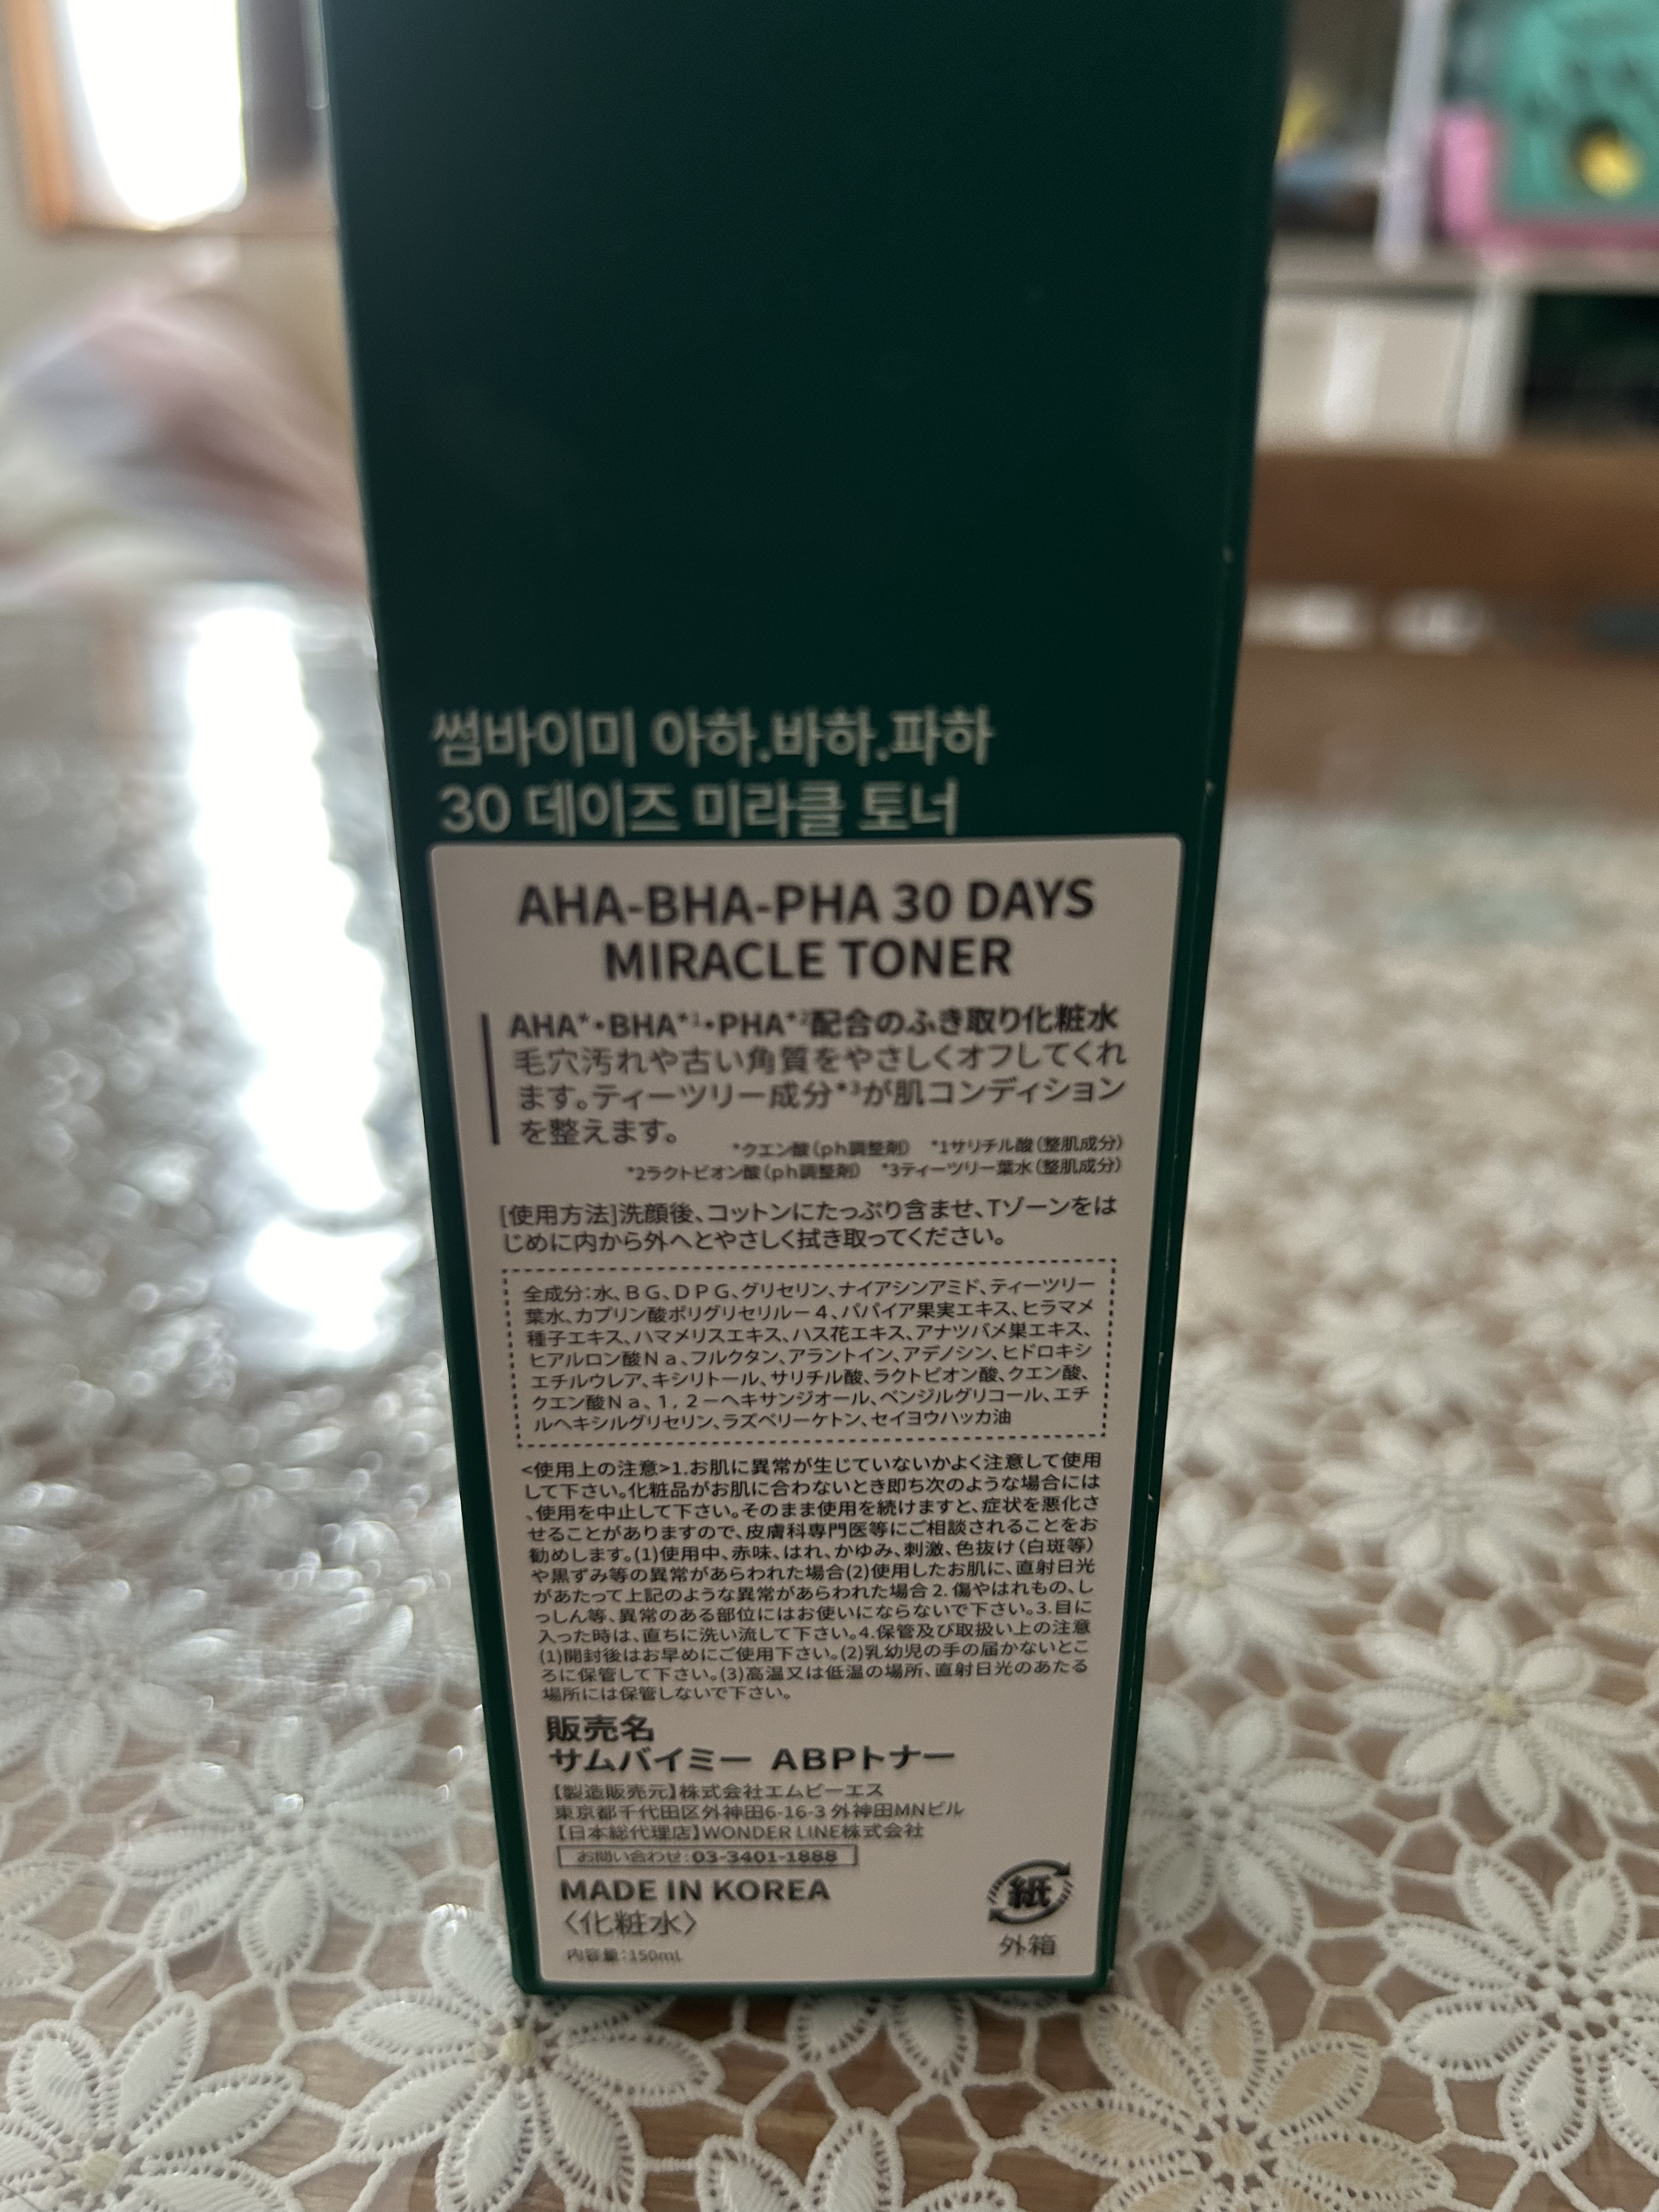 썸바이미 아하.바하.파하
30 데이즈 미라클 토너
AHA-BHA-PHA 30 DAYS
MIRACLE TONER
AHA*・BHA*¹・PHA*²配合のふき取り化粧水
毛穴汚れや古い角質をやさしくオフしてくれ
ます。ティーツリー成分*³が肌コンディション
を整えます。
*クエン酸（ph調整剤） *1サリチル酸（整肌成分）
*2ラクトビオン酸（ph調整剤） *3ティーツリー葉水（整肌成分）
[使用方法]洗顔後、コットンにたっぷり含ませ、Tゾーンをは
じめに内から外へとやさしく拭き取ってください。
全成分：水、ＢＧ、ＤＰＧ、グリセリン、ナイアシンアミド、ティーツリー
葉水、カプリン酸ポリグリセリル－４、パパイア果実エキス、ヒラマメ
種子エキス、ハマメリスエキス、ハス花エキス、アナツバメ巣エキス、
ヒアルロン酸Ｎａ、フルクタン、アラントイン、アデノシン、ヒドロキシ
エチルウレア、キシリトール、サリチル酸、ラクトビオン酸、クエン酸、
クエン酸Ｎａ、１，２－ヘキサンジオール、ベンジルグリコール、エチ
ルヘキシルグリセリン、ラズベリーケトン、セイヨウハッカ油
<使用上の注意>1.お肌に異常が生じていないかよく注意して使用
して下さい。化粧品がお肌に合わないとき即ち次のような場合には
、使用を中止して下さい。そのまま使用を続けますと、症状を悪化さ
せることがありますので、皮膚科専門医等にご相談されることをお
勧めします。(1)使用中、赤味、はれ、かゆみ、刺激、色抜け（白斑等）
や黒ずみ等の異常があらわれた場合(2)使用したお肌に、直射日光
があたって上記のような異常があらわれた場合2. 傷やはれもの、し
っしん等、異常のある部位にはお使いにならないで下さい。3.目に
入った時は、直ちに洗い流して下さい。4.保管及び取扱い上の注意
(1)開封後はお早めにご使用下さい。(2)乳幼児の手の届かないとこ
ろに保管して下さい。(3)高温又は低温の場所、直射日光のあたる
場所には保管しないで下さい。
販売名
サムバイミー ABPトナー
【製造販売元】株式会社エムビーエス
東京都千代田区外神田6-16-3 外神田MNビル
【日本総代理店】WONDER LINE株式会社
お問い合わせ：03-3401-1888
MADE IN KOREA
〈化粧水〉
内容量：150mL
紙
外箱